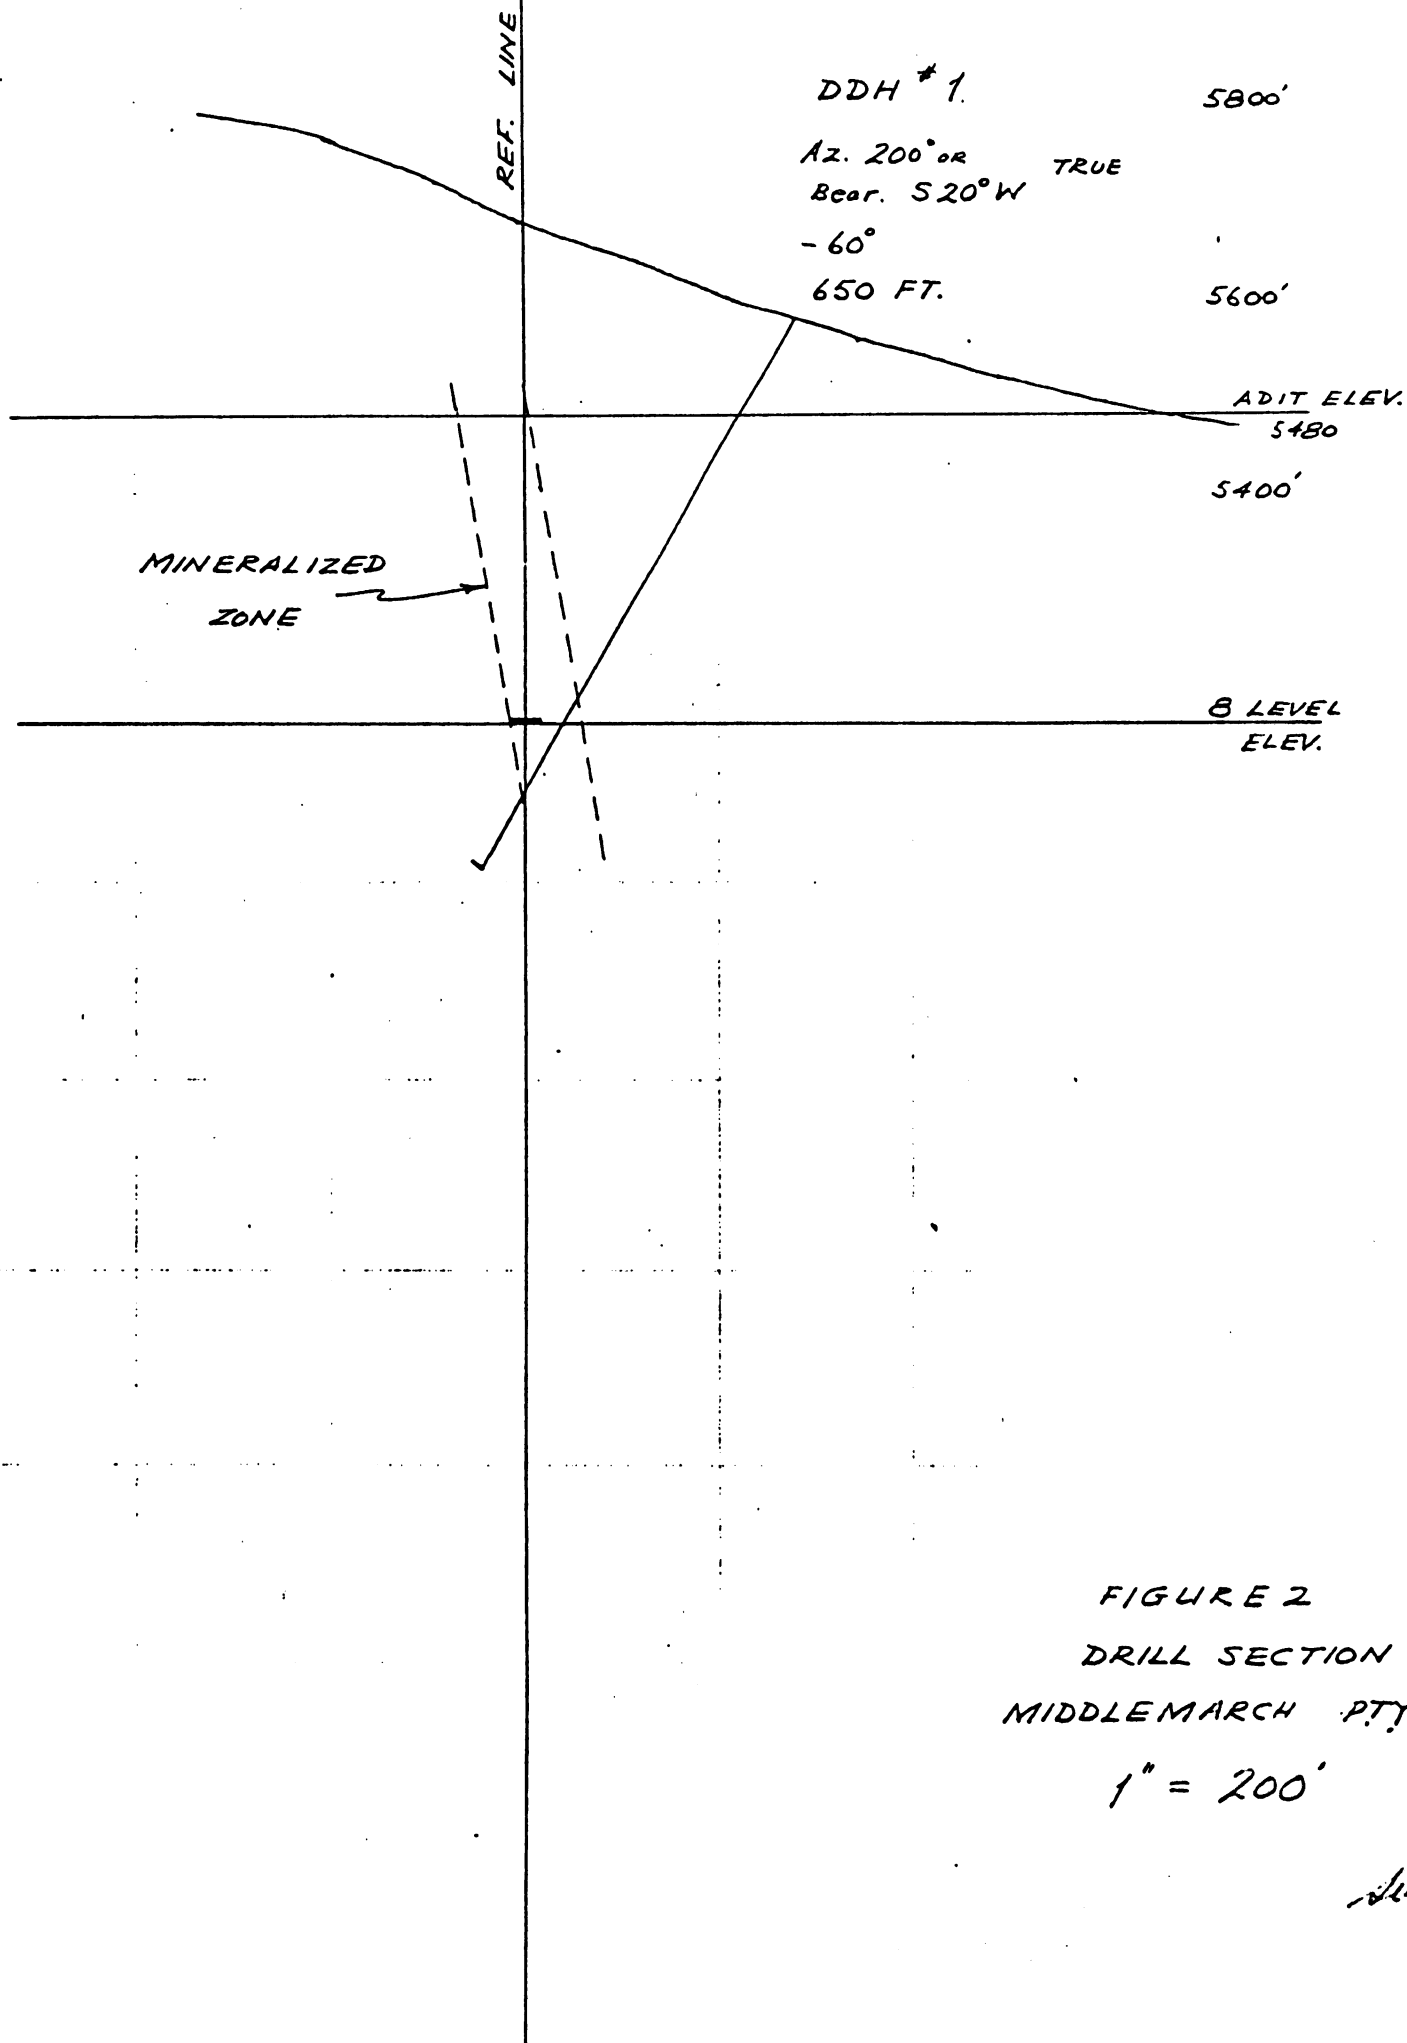 REF. LINE
DDH #1.
5800'
Az. 200° OR
TRUE
Bear. S20°W
-60°
650 FT.
5600'
ADIT ELEV.
5480
5400'
MINERALIZED
ZONE
8 LEVEL
ELEV.
FIGURE 2
DRILL SECTION
MIDDLEMARCH PTY
1" = 200'